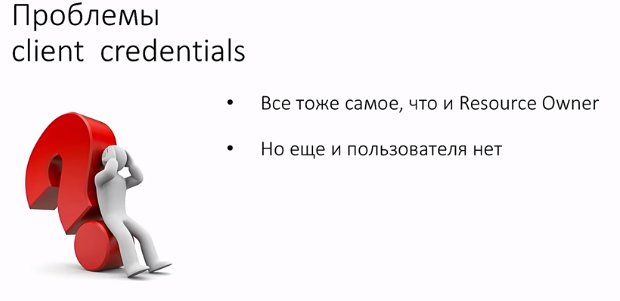 Проблемы
client credentials
• Все тоже самое, что и Resource Owner
• Но еще и пользователя нет